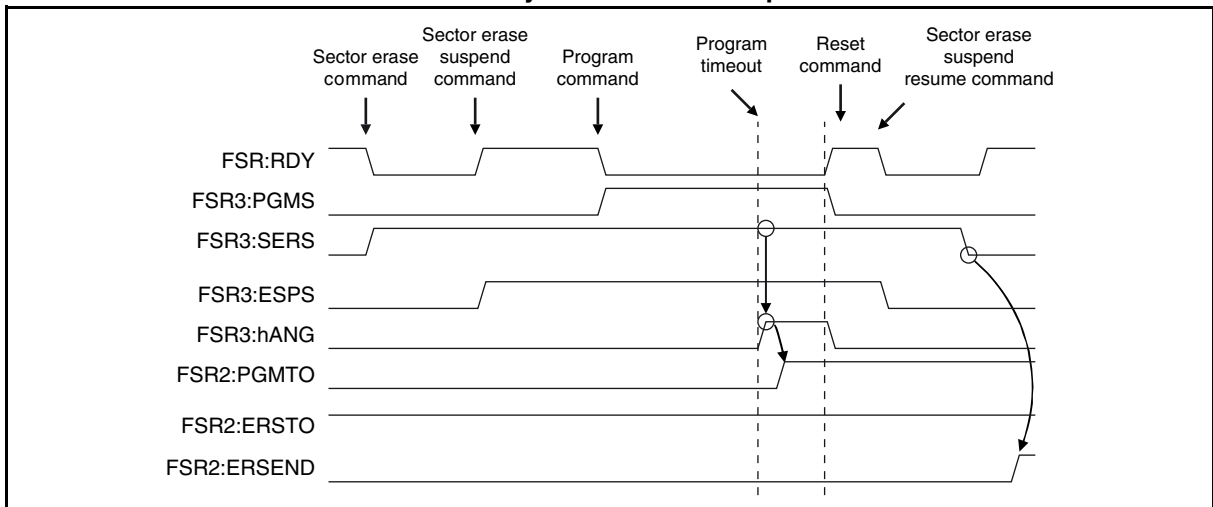 Sector erase
command
Sector erase
suspend
command
Program
command
Program
timeout
Reset
command
Sector erase
suspend
resume command
FSR:RDY
FSR3:PGMS
FSR3:SERS
FSR3:ESPS
FSR3:hANG
FSR2:PGMTO
FSR2:ERSTO
FSR2:ERSEND